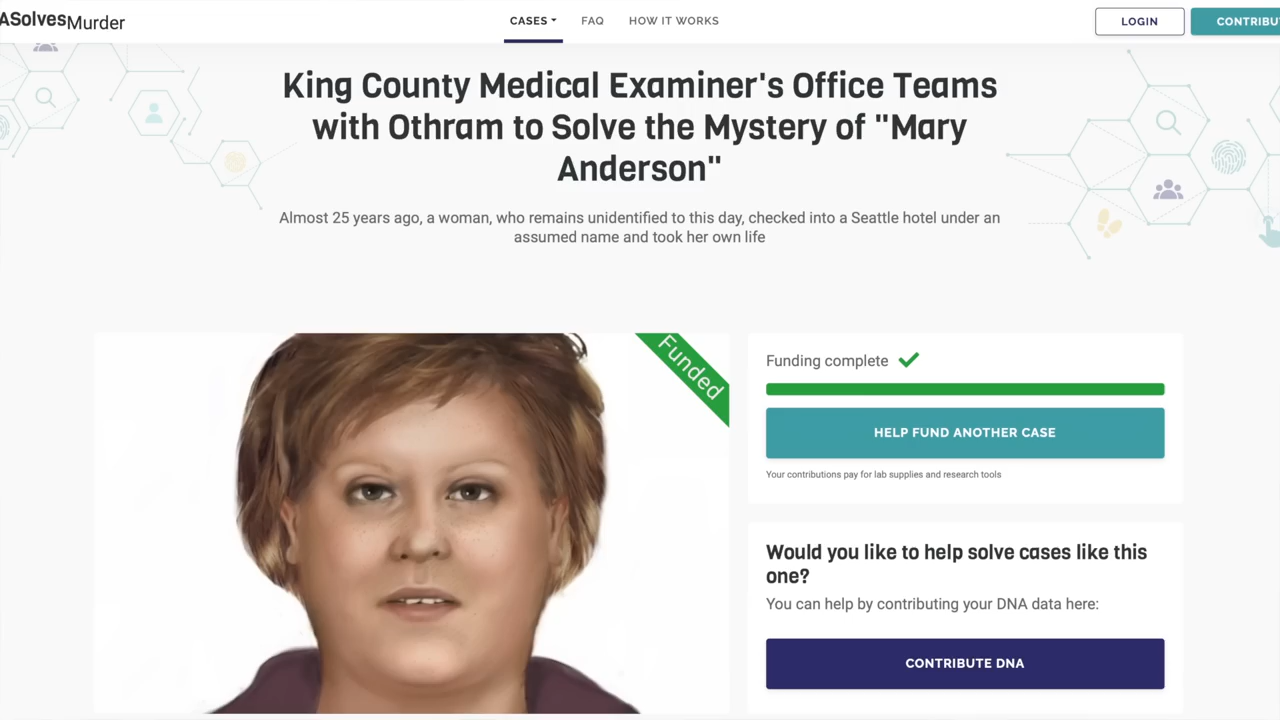 ASolves Murder
CASES
FAQ
HOW IT WORKS
LOGIN
King County Medical Examiner's Office Teams
with Othram to Solve the Mystery of "Mary
Anderson"
Almost 25 years ago, a woman, who remains unidentified to this day, checked into a Seattle hotel under an
assumed name and took her own life
Funded
Funding complete
HELP FUND ANOTHER CASE
Your contributions pay for lab supplies and research tools
Would you like to help solve cases like this
one?
You can help by contributing your DNA data here:
CONTRIBUTE DNA